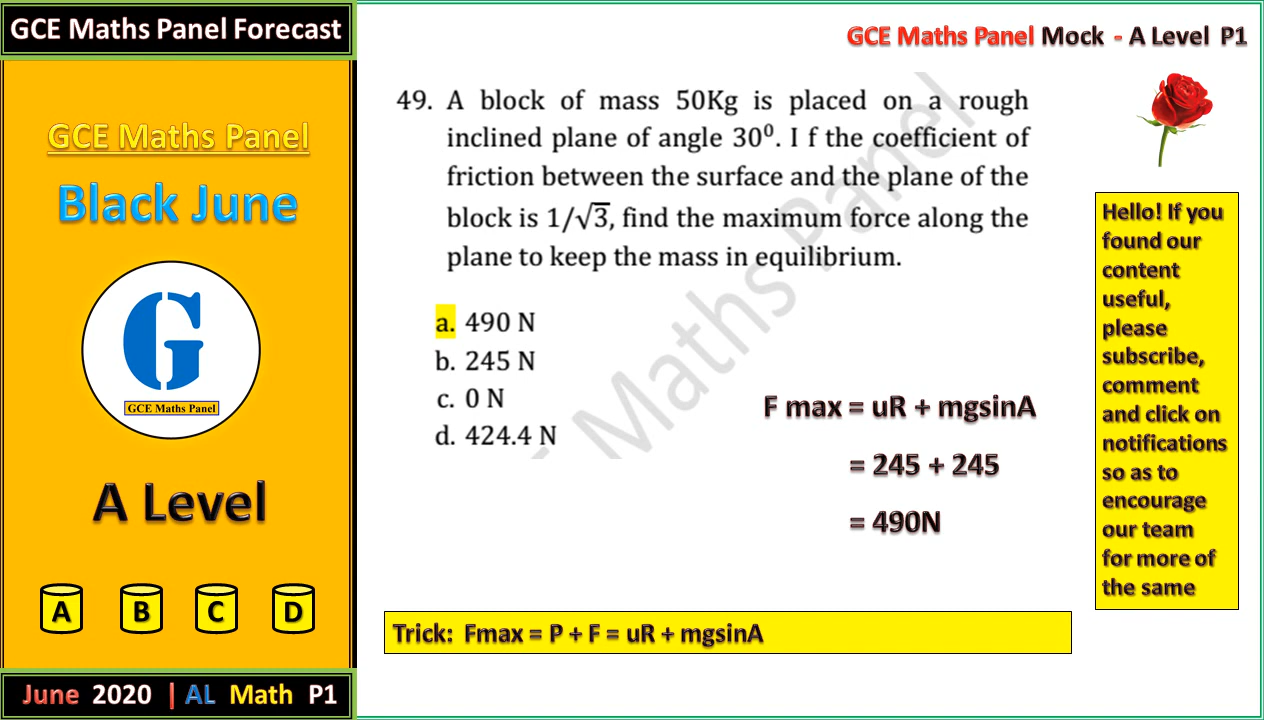 GCE Maths Panel Forecast
GCE Maths Panel Mock - A Level P1
GCE Maths Panel
Black June
G
GCE Maths Panel
A Level
A B C D
June 2020 | AL Math P1
49. A block of mass 50Kg is placed on a rough
inclined plane of angle 30⁰. I f the coefficient of
friction between the surface and the plane of the
block is 1/√3, find the maximum force along the
plane to keep the mass in equilibrium.
a. 490 N
b. 245 N
c. 0 N
d. 424.4 N
Maths Panel
F max = uR + mgsinA
= 245 + 245
= 490N
Trick: Fmax = P + F = uR + mgsinA
Hello! If you
found our
content
useful,
please
subscribe,
comment
and click on
notifications
so as to
encourage
our team
for more of
the same